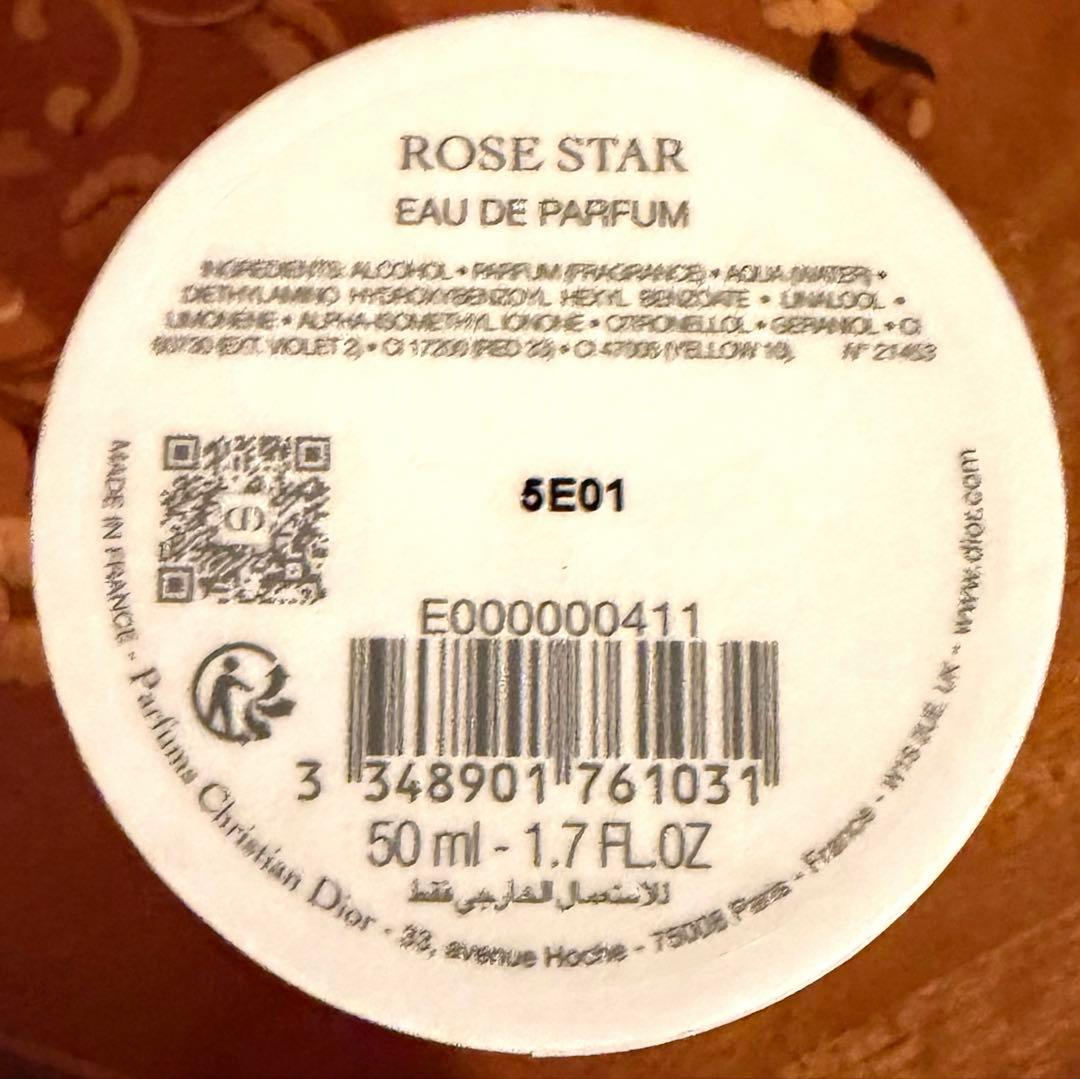 ROSE STAR
EAU DE PARFUM
INGREDIENTS: ALCOHOL • PARFUM (FRAGRANCE) • AQUA (WATER) •
DIETHYLAMINO HYDROXYBENZOYL HEXYL BENZOATE • LINALOOL •
LIMONENE • ALPHA-ISOMETHYL IONONE • CITRONELLOL • GERANIOL • CI
60730 (EXT. VIOLET 2) • CI 17200 (RED 33) • CI 47005 (YELLOW 10). N° 21463
5E01
E000000411
3 348901 761031
50 ml - 1.7 FL.OZ
للاستعمال الخارجي فقط
MADE IN FRANCE - Parfums Christian Dior - 33, avenue Hoche - 75008 Paris - France - W1S 3UE UK - www.dior.com